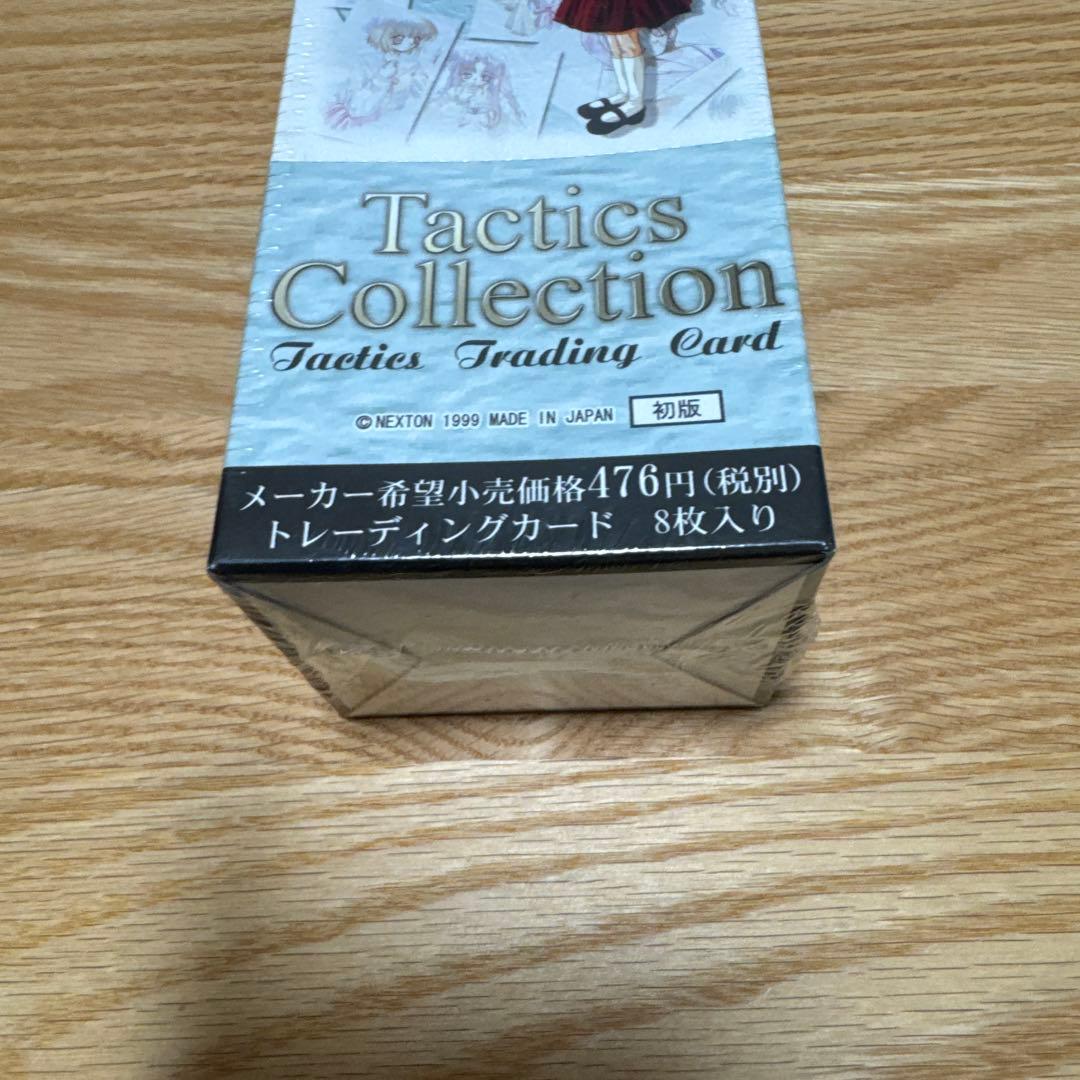 Tactics
Collection
Tactics Trading Card
©NEXTON 1999 MADE IN JAPAN 初版
メーカー希望小売価格476円(税別)
トレーディングカード 8枚入り